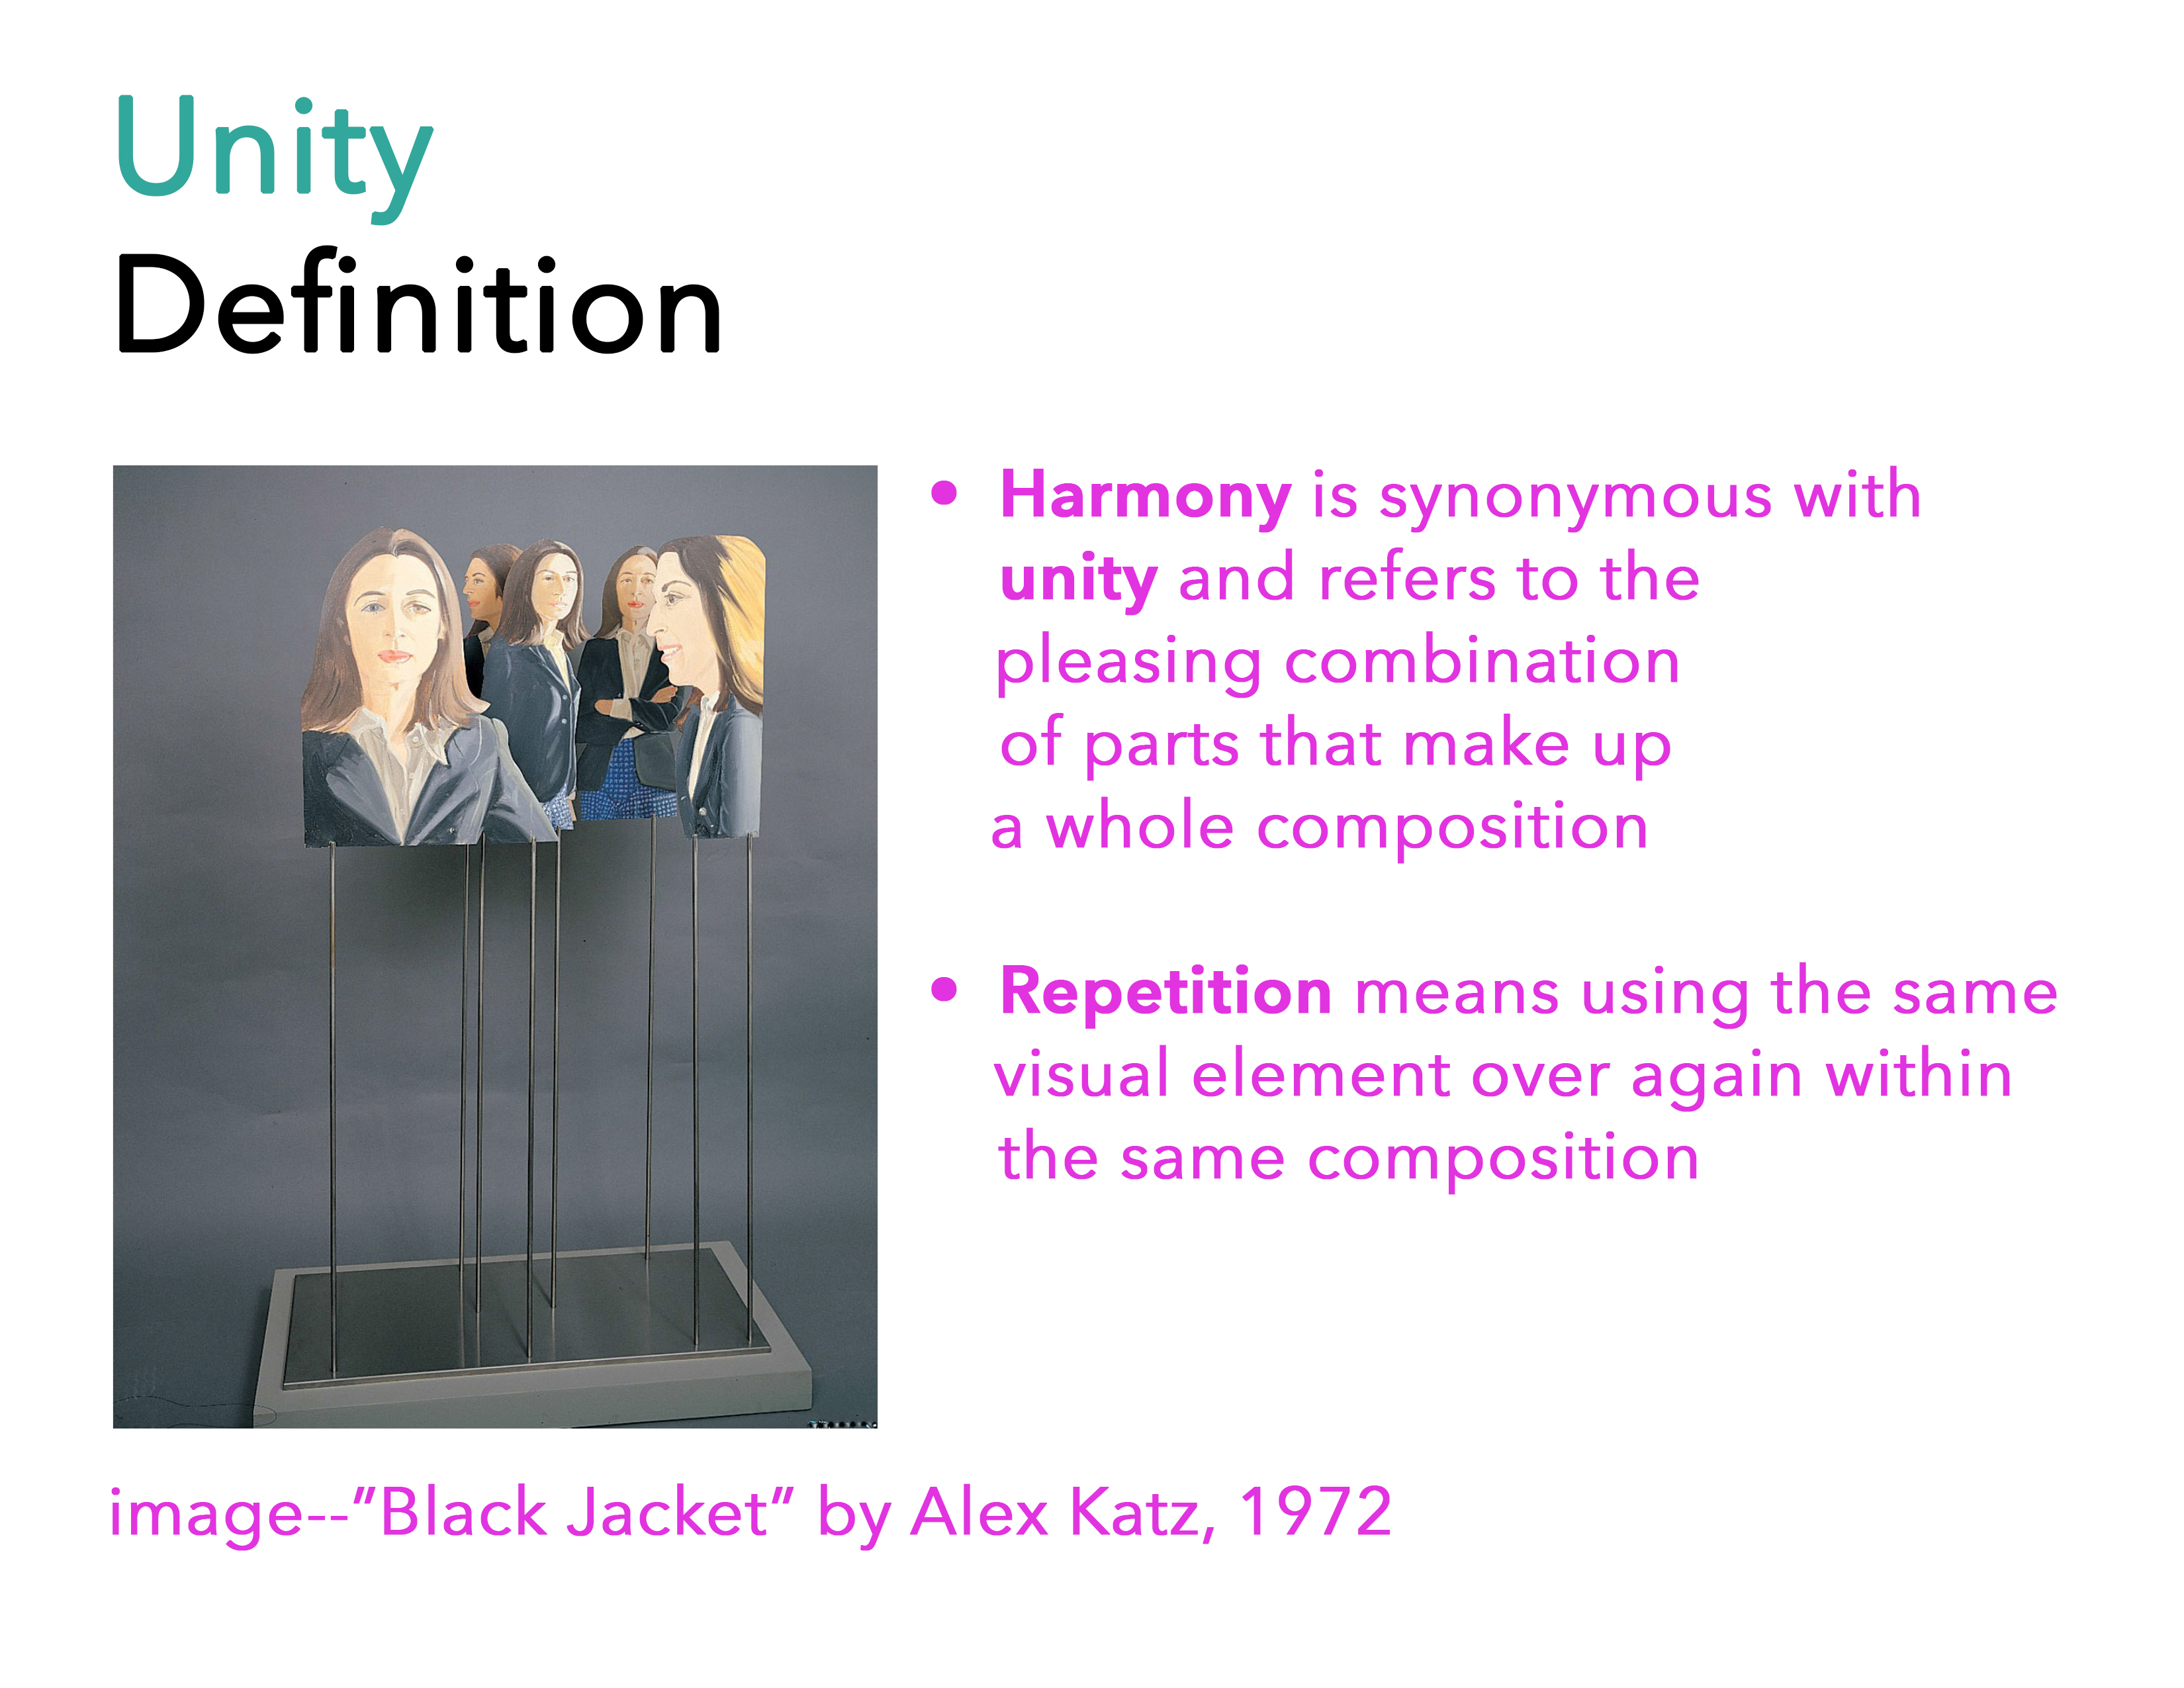 Unity
Definition
• Harmony is synonymous with
unity and refers to the
pleasing combination
of parts that make up
a whole composition
• Repetition means using the same
visual element over again within
the same composition
image--"Black Jacket" by Alex Katz, 1972